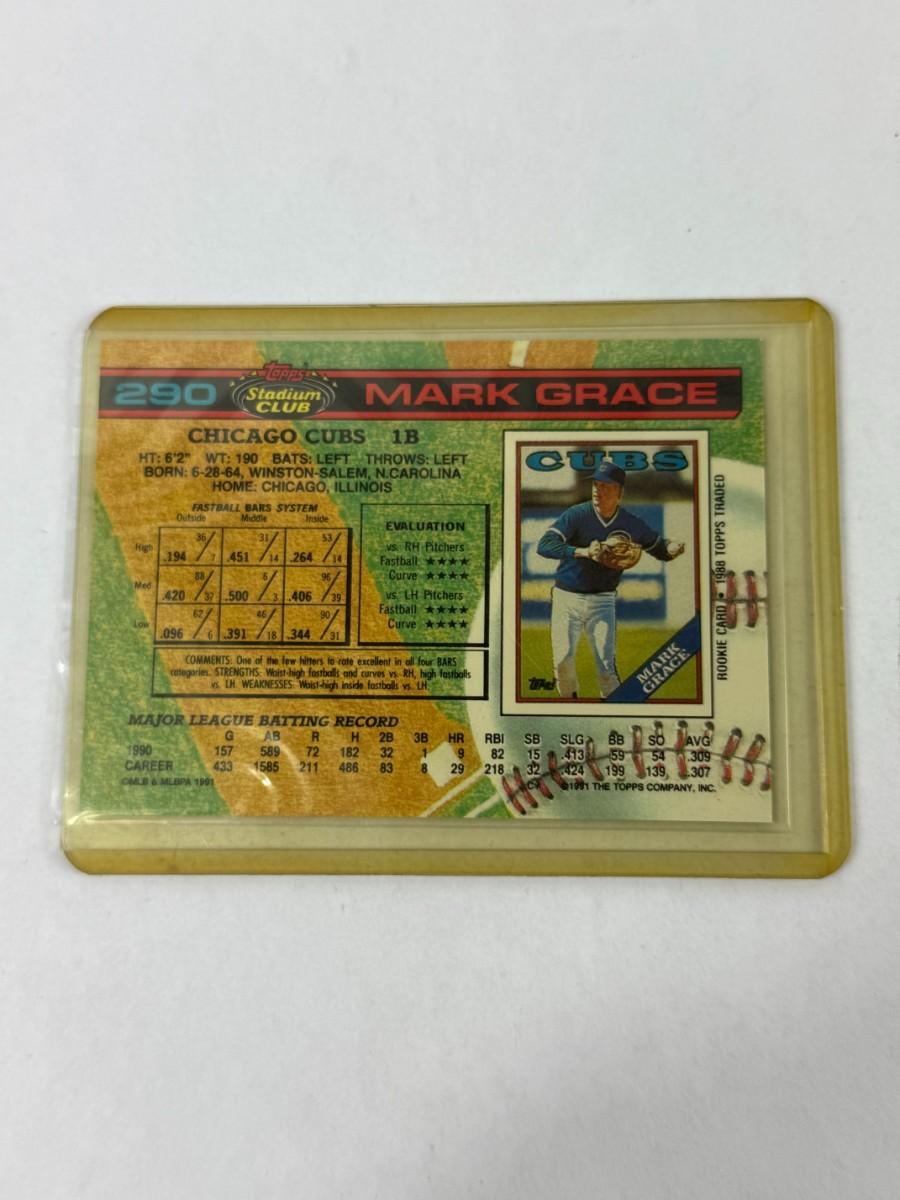 290 Topps Stadium CLUB MARK GRACE
CHICAGO CUBS 1B
HT: 6'2" WT: 190 BATS: LEFT THROWS: LEFT
BORN: 6-28-64, WINSTON-SALEM, N.CAROLINA
HOME: CHICAGO, ILLINOIS
FASTBALL BARS SYSTEM
Outside Middle Inside
High .194 36/7 .451 31/14 .264 53/14
Med .420 88/37 .500 6/3 .406 96/39
Low .096 62/6 .391 46/18 .344 90/31
EVALUATION
vs. RH Pitchers
Fastball ★★★★
Curve ★★★★
vs. LH Pitchers
Fastball ★★★★
Curve ★★★★
COMMENTS: One of the few hitters to rate excellent in all four BARS
categories. STRENGTHS: Waist-high fastballs and curves vs. RH, high fastballs
vs. LH. WEAKNESSES: Waist-high inside fastballs vs. LH.
CUBS
MARK
GRACE
Topps
ROOKIE CARD • 1988 TOPPS TRADED
MAJOR LEAGUE BATTING RECORD
G AB R H 2B 3B HR RBI SB SLG BB SO AVG
1990 157 589 72 182 32 1 9 82 15 .413 59 54 .309
CAREER 433 1585 211 486 83 8 29 218 32 .424 199 139 .307
©MLB & MLBPA 1991 ©1991 THE TOPPS COMPANY, INC.